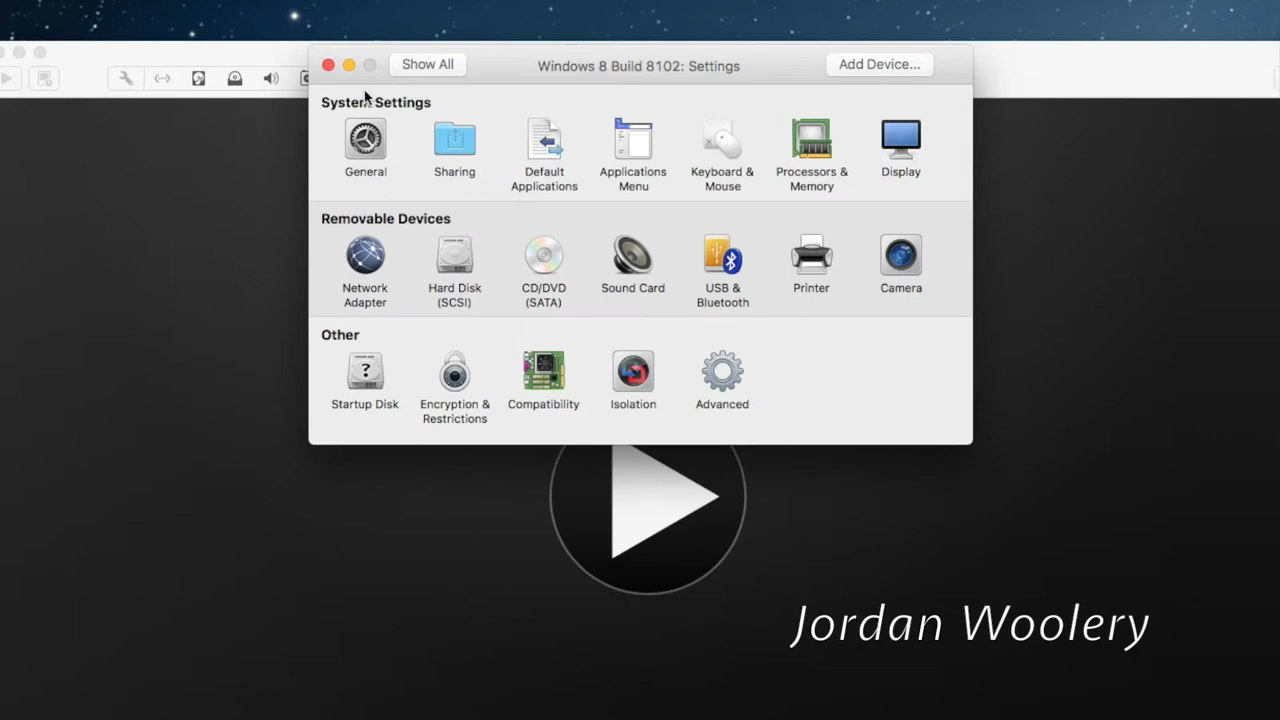 Show All
Windows 8 Build 8102: Settings
Add Device...
System Settings
General
Sharing
Default
Applications
Applications
Menu
Keyboard &
Mouse
Processors &
Memory
Display
Removable Devices
Network
Adapter
Hard Disk
(SCSI)
CD/DVD
(SATA)
Sound Card
USB &
Bluetooth
Printer
Camera
Other
?
Startup Disk
Encryption &
Restrictions
Compatibility
Isolation
Advanced
Jordan Woolery